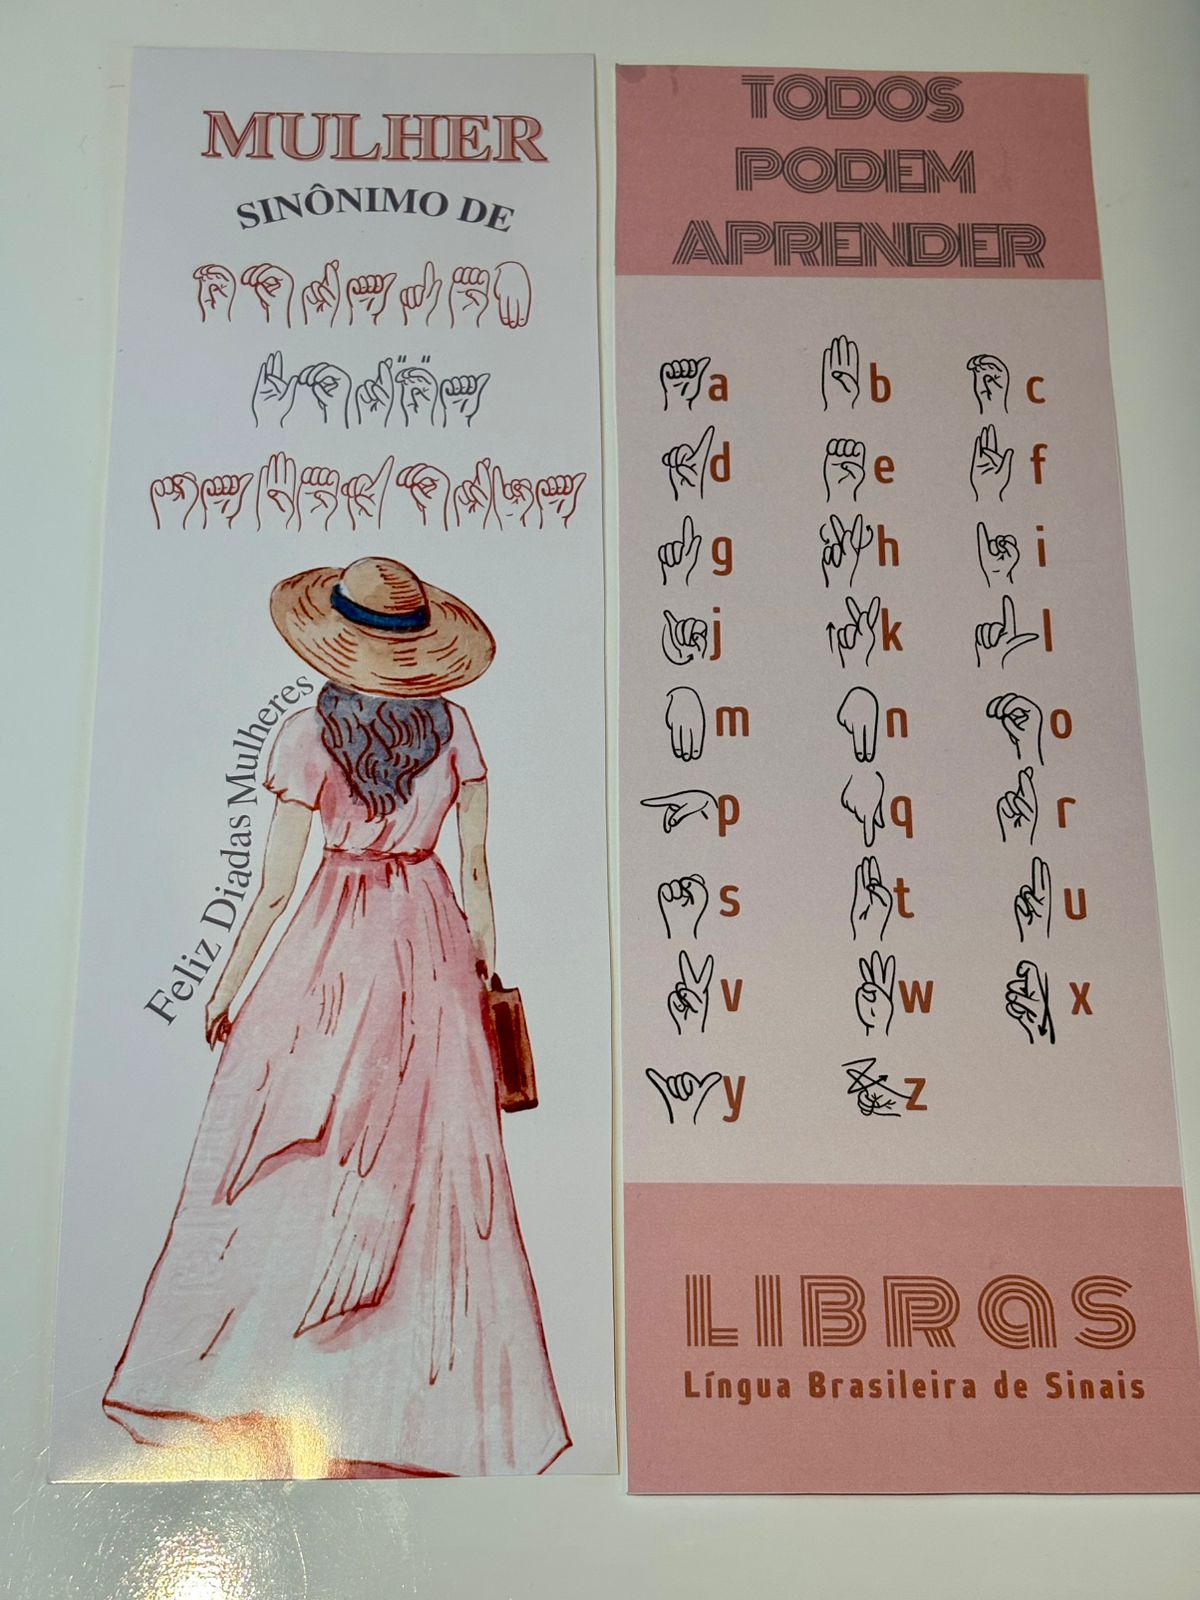 MULHER
SINÔNIMO DE
Feliz Diadas Mulheres
TODOS
PODEM
APRENDER
a b c
d e f
g h i
j k l
m n o
p q r
s t u
v w x
y z
LIBRAS
Língua Brasileira de Sinais